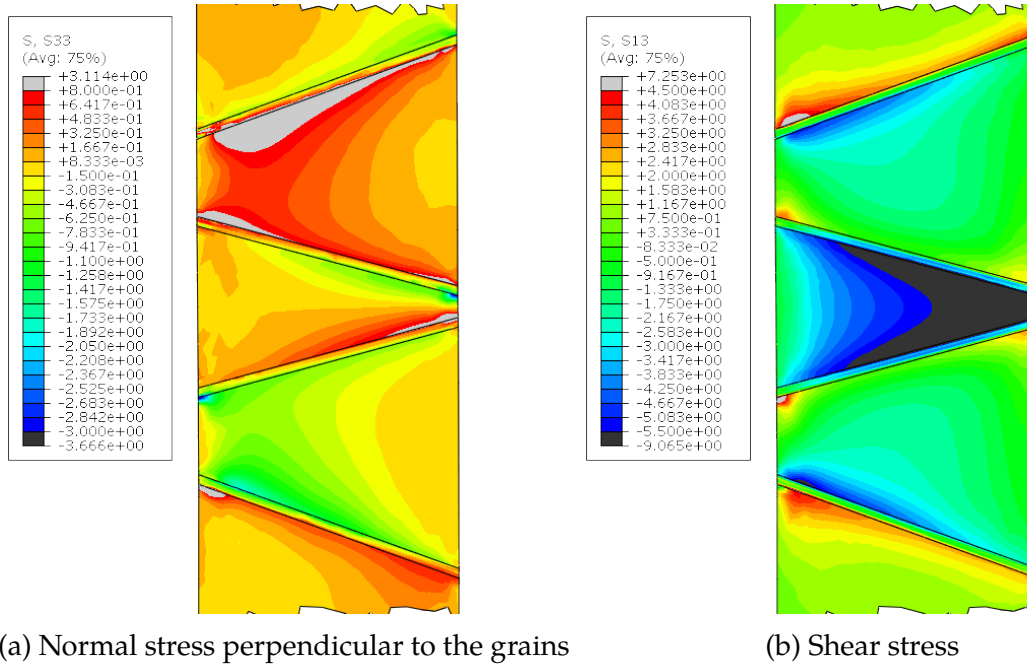 S, S33
(Avg: 75%)
+3.114e+00
+8.000e-01
+6.417e-01
+4.833e-01
+3.250e-01
+1.667e-01
+8.333e-03
-1.500e-01
-3.083e-01
-4.667e-01
-6.250e-01
-7.833e-01
-9.417e-01
-1.100e+00
-1.258e+00
-1.417e+00
-1.575e+00
-1.733e+00
-1.892e+00
-2.050e+00
-2.208e+00
-2.367e+00
-2.525e+00
-2.683e+00
-2.842e+00
-3.000e+00
-3.666e+00
S, S13
(Avg: 75%)
+7.253e+00
+4.500e+00
+4.083e+00
+3.667e+00
+3.250e+00
+2.833e+00
+2.417e+00
+2.000e+00
+1.583e+00
+1.167e+00
+7.500e-01
+3.333e-01
-8.333e-02
-5.000e-01
-9.167e-01
-1.333e+00
-1.750e+00
-2.167e+00
-2.583e+00
-3.000e+00
-3.417e+00
-3.833e+00
-4.250e+00
-4.667e+00
-5.083e+00
-5.500e+00
-9.065e+00
(a) Normal stress perpendicular to the grains
(b) Shear stress